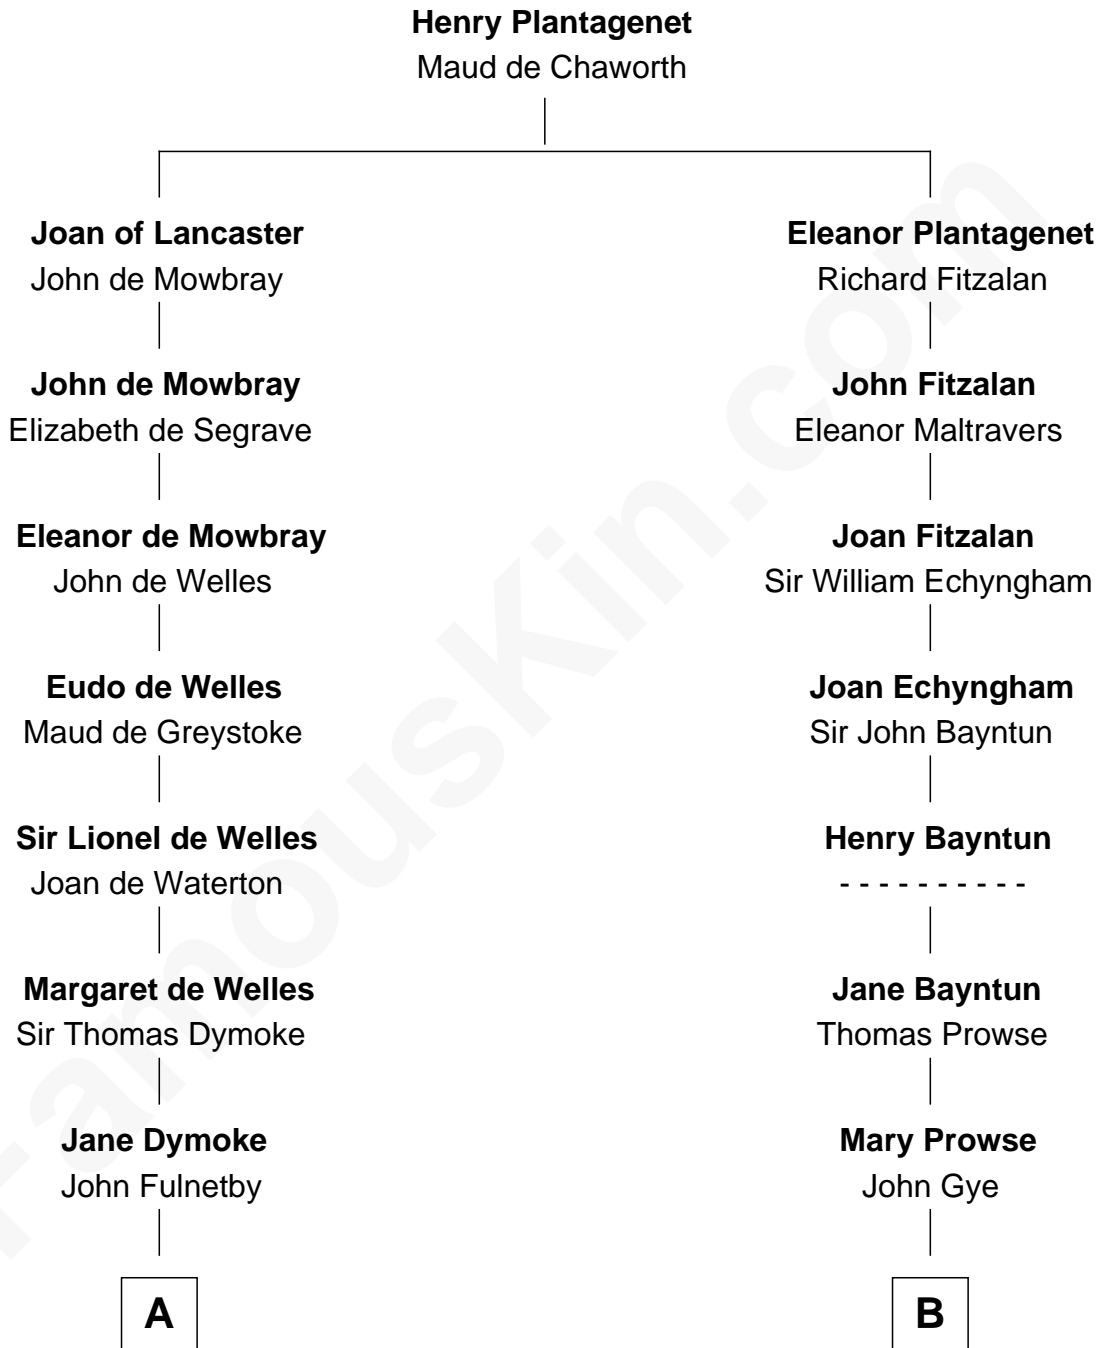 Henry Plantagenet
Maud de Chaworth
Joan of Lancaster
John de Mowbray
Eleanor Plantagenet
Richard Fitzalan
John de Mowbray
Elizabeth de Segrave
John Fitzalan
Eleanor Maltravers
Eleanor de Mowbray
John de Welles
Joan Fitzalan
Sir William Echyngham
Eudo de Welles
Maud de Greystoke
Joan Echyngham
Sir John Bayntun
Sir Lionel de Welles
Joan de Waterton
Henry Bayntun
- - - - - - - - - -
Margaret de Welles
Sir Thomas Dymoke
Jane Bayntun
Thomas Prowse
Jane Dymoke
John Fulnetby
Mary Prowse
John Gye
A
B
FamousKin.com